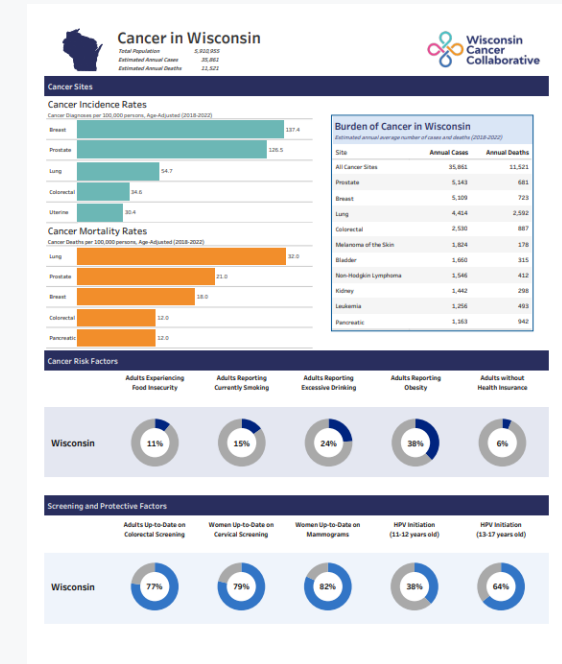 Cancer in Wisconsin
Total Population 5,910,955
Estimated Annual Cases 35,861
Estimated Annual Deaths 11,521
Wisconsin
Cancer
Collaborative
Cancer Sites
Cancer Incidence Rates
Cancer Diagnoses per 100,000 persons, Age-Adjusted (2018-2022)
Breast 137.4
Prostate 126.5
Lung 54.7
Colorectal 34.6
Uterine 30.4
Cancer Mortality Rates
Cancer Deaths per 100,000 persons, Age-Adjusted (2018-2022)
Lung 32.0
Prostate 21.0
Breast 18.0
Colorectal 12.0
Pancreatic 12.0
Burden of Cancer in Wisconsin
Estimated annual average number of cases and deaths (2018-2022)
Site Annual Cases Annual Deaths
All Cancer Sites 35,861 11,521
Prostate 5,143 681
Breast 5,109 723
Lung 4,414 2,592
Colorectal 2,530 887
Melanoma of the Skin 1,824 178
Bladder 1,660 315
Non-Hodgkin Lymphoma 1,546 412
Kidney 1,442 298
Leukemia 1,256 493
Pancreatic 1,163 942
Cancer Risk Factors
Adults Experiencing Food Insecurity
Adults Reporting Currently Smoking
Adults Reporting Excessive Drinking
Adults Reporting Obesity
Adults without Health Insurance
Wisconsin 11% 15% 24% 38% 6%
Screening and Protective Factors
Adults Up-to-Date on Colorectal Screening
Women Up-to-Date on Cervical Screening
Women Up-to-Date on Mammograms
HPV Initiation (11-12 years old)
HPV Initiation (13-17 years old)
Wisconsin 77% 79% 82% 38% 64%